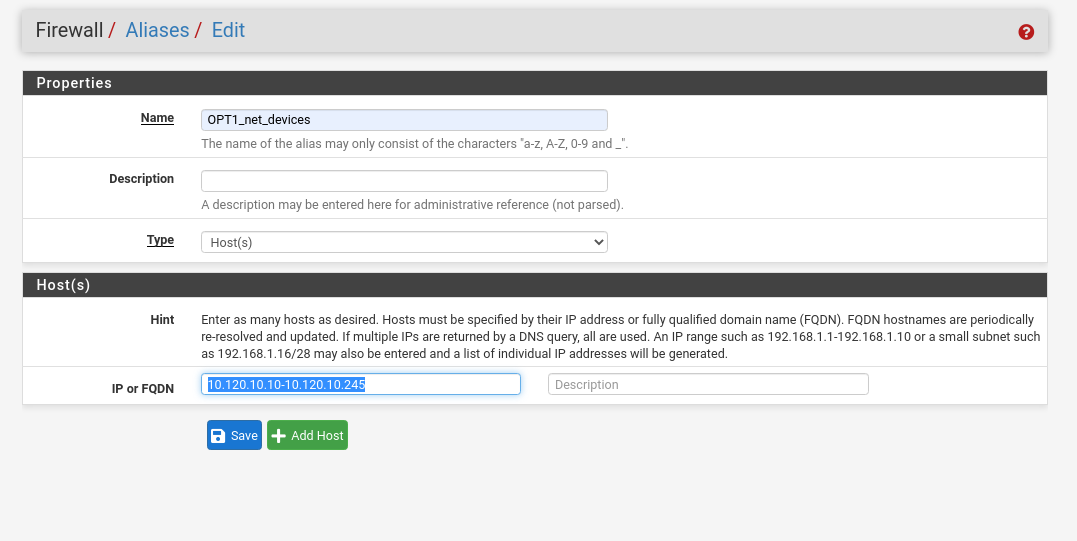 Firewall / Aliases / Edit
Properties
Name
OPT1_net_devices
The name of the alias may only consist of the characters "a-z, A-Z, 0-9 and _".
Description
A description may be entered here for administrative reference (not parsed).
Type
Host(s)
Host(s)
Hint
Enter as many hosts as desired. Hosts must be specified by their IP address or fully qualified domain name (FQDN). FQDN hostnames are periodically
re-resolved and updated. If multiple IPs are returned by a DNS query, all are used. An IP range such as 192.168.1.1-192.168.1.10 or a small subnet such
as 192.168.1.16/28 may also be entered and a list of individual IP addresses will be generated.
IP or FQDN
10.120.10.10-10.120.10.245
Description
Save
Add Host